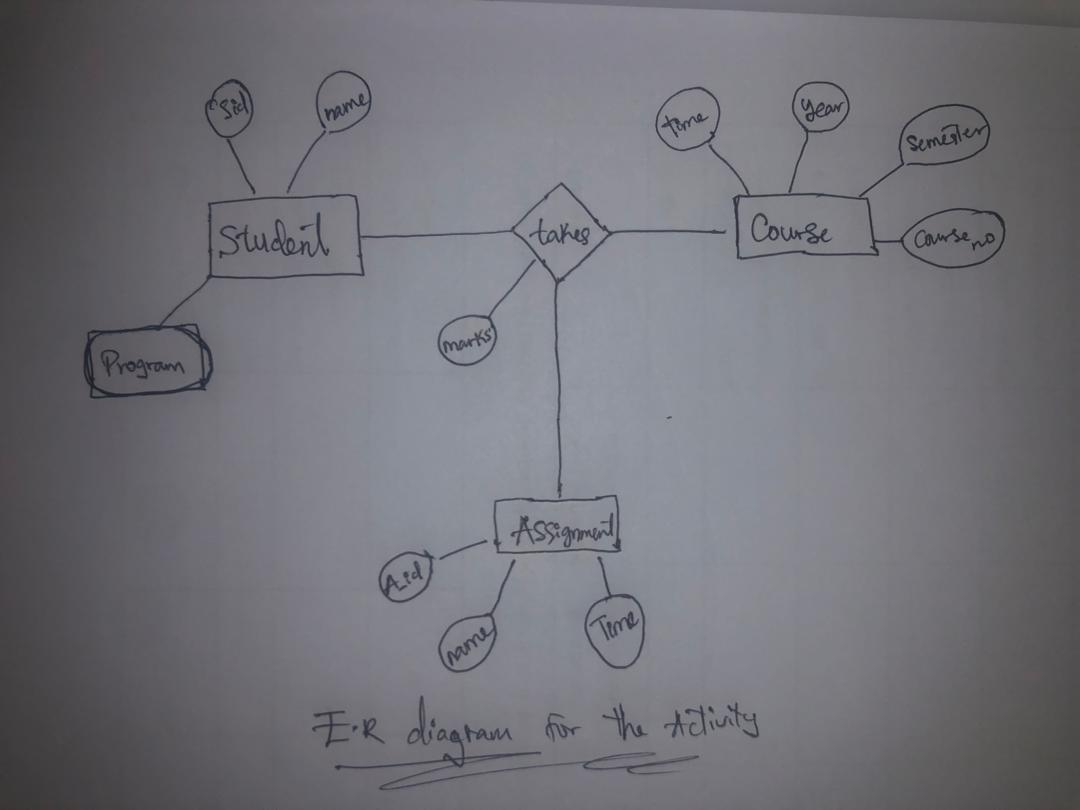 Sid
name
time
year
semester
Student
takes
Course
Course no
marks
Program
Assignment
A_id
name
Time
E.R diagram for the Activity